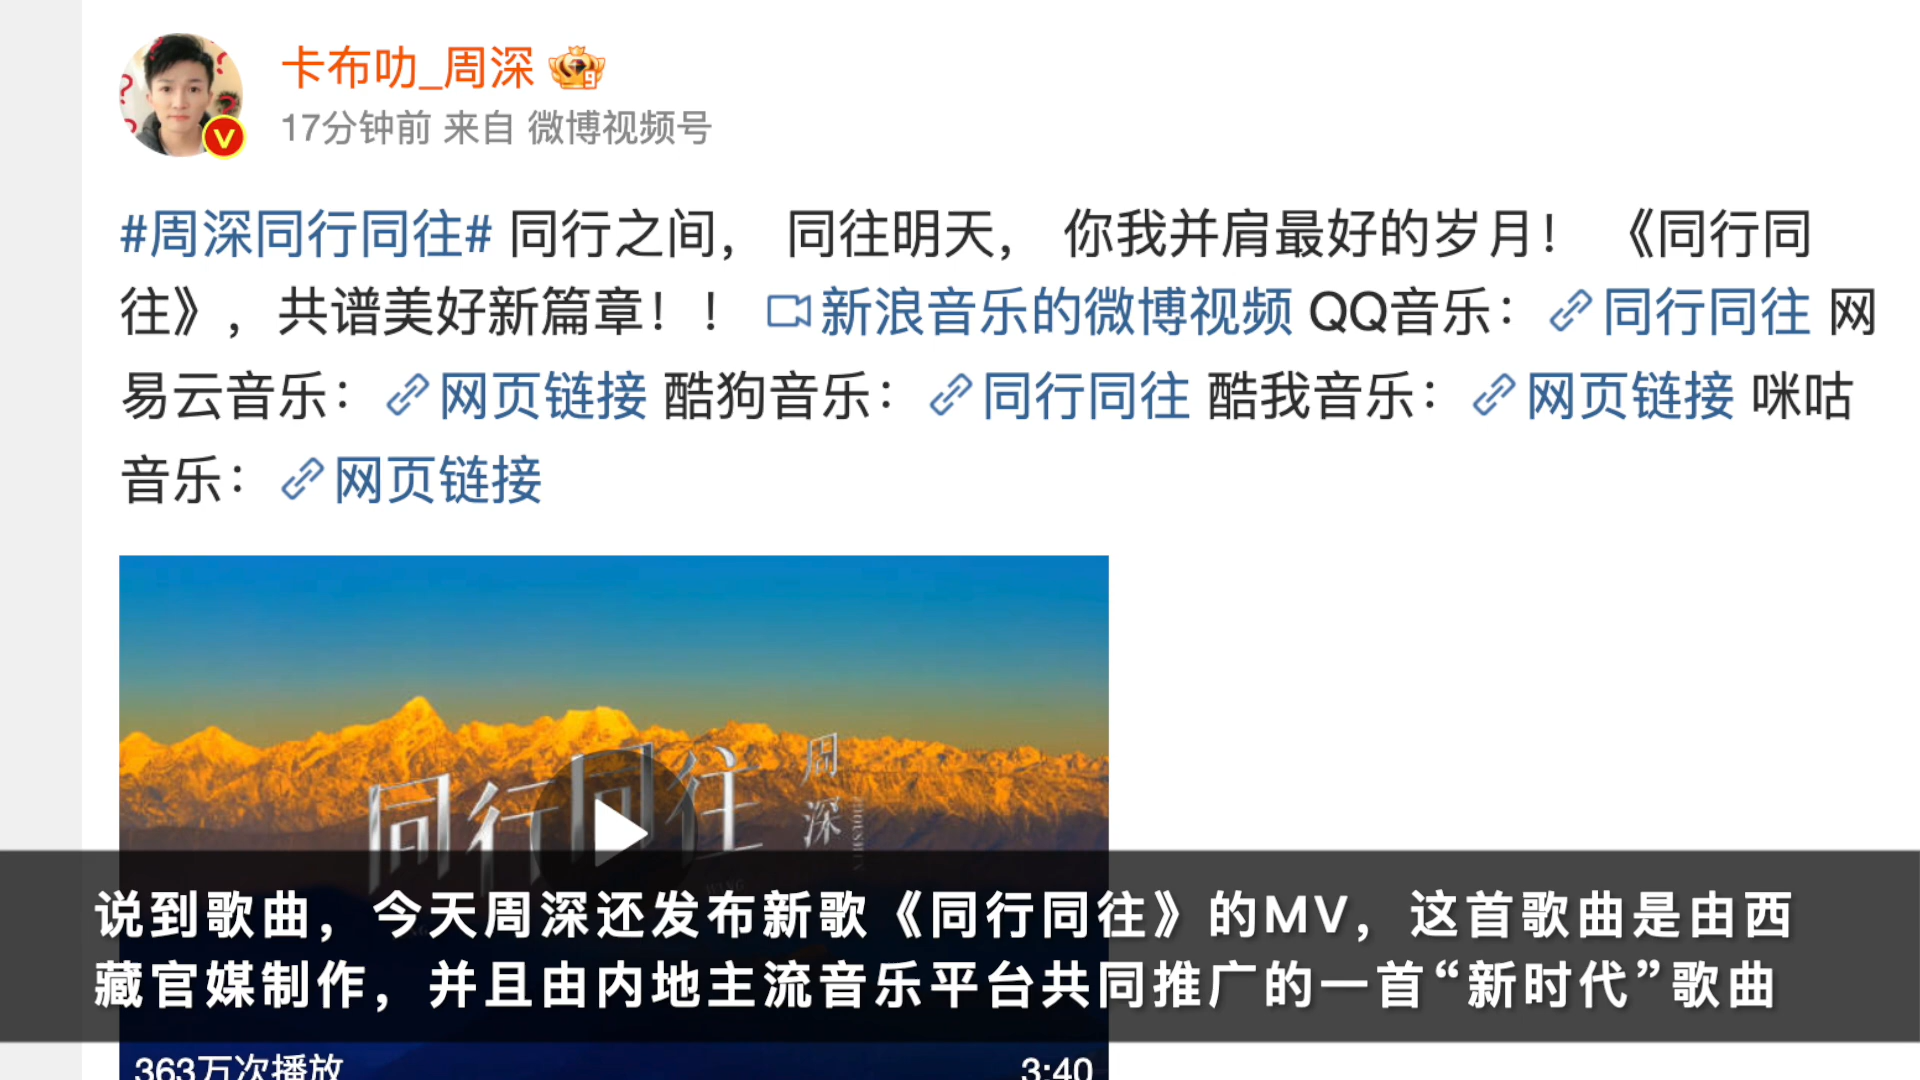 卡布叻_周深
17分钟前 来自 微博视频号
#周深同行同往# 同行之间， 同往明天， 你我并肩最好的岁月！ 《同行同
往》，共谱美好新篇章！！ 新浪音乐的微博视频 QQ音乐： 同行同往 网
易云音乐： 网页链接 酷狗音乐： 同行同往 酷我音乐： 网页链接 咪咕
音乐： 网页链接
同行同往
周深
说到歌曲，今天周深还发布新歌《同行同往》的MV，这首歌曲是由西
藏官媒制作，并且由内地主流音乐平台共同推广的一首“新时代”歌曲
363万次播放 3:40